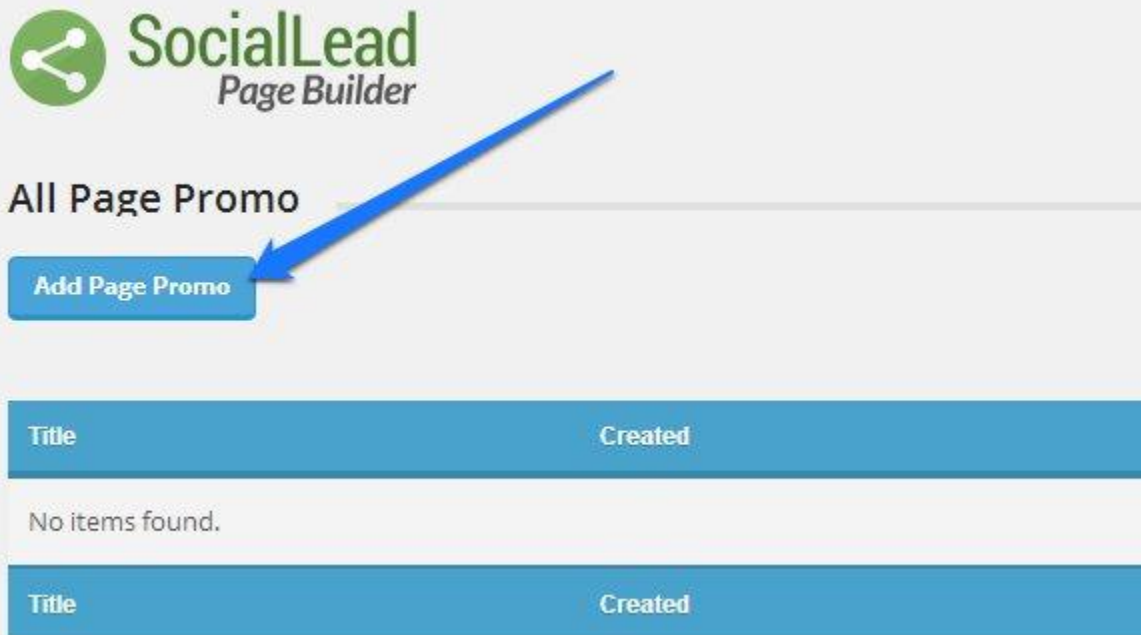 SocialLead
Page Builder
All Page Promo
Add Page Promo
Title Created
No items found.
Title Created